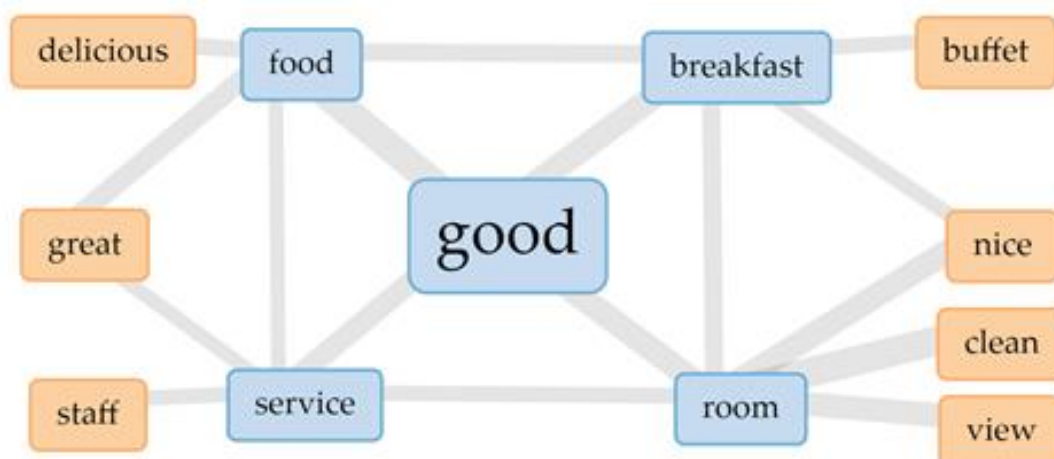 delicious
food
breakfast
buffet
great
good
nice
clean
staff
service
room
view